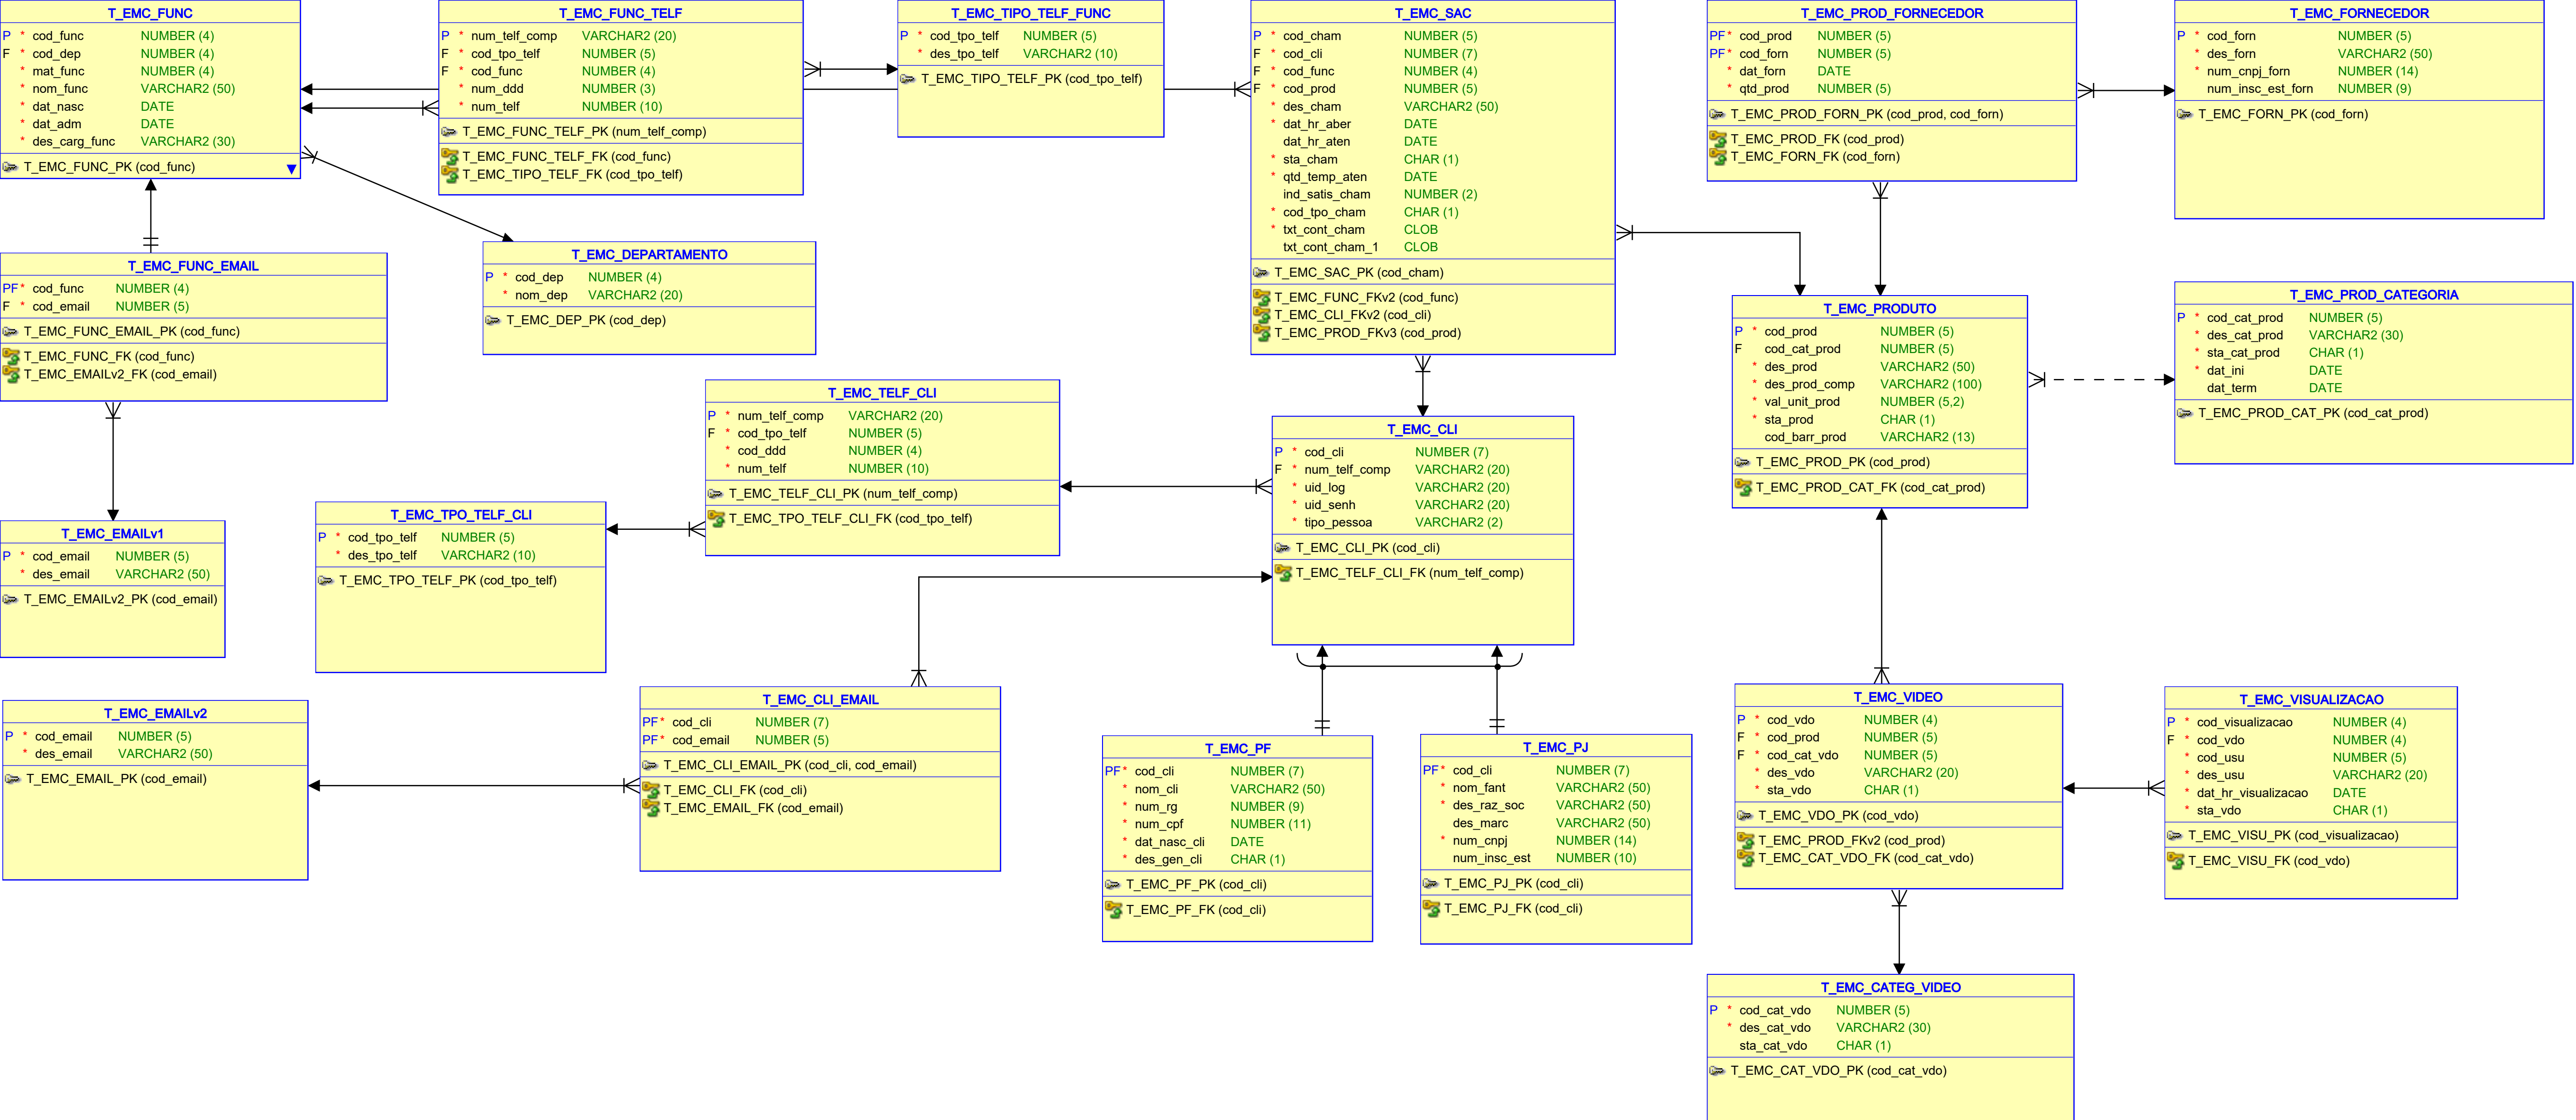 T_EMC_FUNC
P * cod_func NUMBER (4)
F * cod_dep NUMBER (4)
* mat_func NUMBER (4)
* nom_func VARCHAR2 (50)
* dat_nasc DATE
* dat_adm DATE
* des_carg_func VARCHAR2 (30)
T_EMC_FUNC_PK (cod_func)
T_EMC_FUNC_TELF
P * num_telf_comp VARCHAR2 (20)
F * cod_tpo_telf NUMBER (5)
F * cod_func NUMBER (4)
* num_ddd NUMBER (3)
* num_telf NUMBER (10)
T_EMC_FUNC_TELF_PK (num_telf_comp)
T_EMC_FUNC_TELF_FK (cod_func)
T_EMC_TIPO_TELF_FK (cod_tpo_telf)
T_EMC_TIPO_TELF_FUNC
P * cod_tpo_telf NUMBER (5)
* des_tpo_telf VARCHAR2 (10)
T_EMC_TIPO_TELF_PK (cod_tpo_telf)
T_EMC_SAC
P * cod_cham NUMBER (5)
F * cod_cli NUMBER (7)
F * cod_func NUMBER (4)
F * cod_prod NUMBER (5)
* des_cham VARCHAR2 (50)
* dat_hr_aber DATE
dat_hr_aten DATE
* sta_cham CHAR (1)
* qtd_temp_aten DATE
ind_satis_cham NUMBER (2)
* cod_tpo_cham CHAR (1)
* txt_cont_cham CLOB
txt_cont_cham_1 CLOB
T_EMC_SAC_PK (cod_cham)
T_EMC_FUNC_FKv2 (cod_func)
T_EMC_CLI_FKv2 (cod_cli)
T_EMC_PROD_FKv3 (cod_prod)
T_EMC_PROD_FORNECEDOR
PF * cod_prod NUMBER (5)
PF * cod_forn NUMBER (5)
* dat_forn DATE
* qtd_prod NUMBER (5)
T_EMC_PROD_FORN_PK (cod_prod, cod_forn)
T_EMC_PROD_FK (cod_prod)
T_EMC_FORN_FK (cod_forn)
T_EMC_FORNECEDOR
P * cod_forn NUMBER (5)
* des_forn VARCHAR2 (50)
* num_cnpj_forn NUMBER (14)
num_insc_est_forn NUMBER (9)
T_EMC_FORN_PK (cod_forn)
T_EMC_FUNC_EMAIL
PF * cod_func NUMBER (4)
F * cod_email NUMBER (5)
T_EMC_FUNC_EMAIL_PK (cod_func)
T_EMC_FUNC_FK (cod_func)
T_EMC_EMAILv2_FK (cod_email)
T_EMC_DEPARTAMENTO
P * cod_dep NUMBER (4)
* nom_dep VARCHAR2 (20)
T_EMC_DEP_PK (cod_dep)
T_EMC_PRODUTO
P * cod_prod NUMBER (5)
F cod_cat_prod NUMBER (5)
* des_prod VARCHAR2 (50)
* des_prod_comp VARCHAR2 (100)
* val_unit_prod NUMBER (5,2)
* sta_prod CHAR (1)
cod_barr_prod VARCHAR2 (13)
T_EMC_PROD_PK (cod_prod)
T_EMC_PROD_CAT_FK (cod_cat_prod)
T_EMC_PROD_CATEGORIA
P * cod_cat_prod NUMBER (5)
* des_cat_prod VARCHAR2 (30)
* sta_cat_prod CHAR (1)
* dat_ini DATE
dat_term DATE
T_EMC_PROD_CAT_PK (cod_cat_prod)
T_EMC_TELF_CLI
P * num_telf_comp VARCHAR2 (20)
F * cod_tpo_telf NUMBER (5)
* cod_ddd NUMBER (4)
* num_telf NUMBER (10)
T_EMC_TELF_CLI_PK (num_telf_comp)
T_EMC_TPO_TELF_CLI_FK (cod_tpo_telf)
T_EMC_CLI
P * cod_cli NUMBER (7)
F * num_telf_comp VARCHAR2 (20)
* uid_log VARCHAR2 (20)
* uid_senh VARCHAR2 (20)
* tipo_pessoa VARCHAR2 (2)
T_EMC_CLI_PK (cod_cli)
T_EMC_TELF_CLI_FK (num_telf_comp)
T_EMC_EMAILv1
P * cod_email NUMBER (5)
* des_email VARCHAR2 (50)
T_EMC_EMAILv2_PK (cod_email)
T_EMC_TPO_TELF_CLI
P * cod_tpo_telf NUMBER (5)
* des_tpo_telf VARCHAR2 (10)
T_EMC_TPO_TELF_PK (cod_tpo_telf)
T_EMC_EMAILv2
P * cod_email NUMBER (5)
* des_email VARCHAR2 (50)
T_EMC_EMAIL_PK (cod_email)
T_EMC_CLI_EMAIL
PF * cod_cli NUMBER (7)
PF * cod_email NUMBER (5)
T_EMC_CLI_EMAIL_PK (cod_cli, cod_email)
T_EMC_CLI_FK (cod_cli)
T_EMC_EMAIL_FK (cod_email)
T_EMC_PF
PF * cod_cli NUMBER (7)
* nom_cli VARCHAR2 (50)
* num_rg NUMBER (9)
* num_cpf NUMBER (11)
* dat_nasc_cli DATE
* des_gen_cli CHAR (1)
T_EMC_PF_PK (cod_cli)
T_EMC_PF_FK (cod_cli)
T_EMC_PJ
PF * cod_cli NUMBER (7)
* nom_fant VARCHAR2 (50)
* des_raz_soc VARCHAR2 (50)
des_marc VARCHAR2 (50)
* num_cnpj NUMBER (14)
num_insc_est NUMBER (10)
T_EMC_PJ_PK (cod_cli)
T_EMC_PJ_FK (cod_cli)
T_EMC_VIDEO
P * cod_vdo NUMBER (4)
F * cod_prod NUMBER (5)
F * cod_cat_vdo NUMBER (5)
* des_vdo VARCHAR2 (20)
* sta_vdo CHAR (1)
T_EMC_VDO_PK (cod_vdo)
T_EMC_PROD_FKv2 (cod_prod)
T_EMC_CAT_VDO_FK (cod_cat_vdo)
T_EMC_VISUALIZACAO
P * cod_visualizacao NUMBER (4)
F * cod_vdo NUMBER (4)
* cod_usu NUMBER (5)
* des_usu VARCHAR2 (20)
* dat_hr_visualizacao DATE
* sta_vdo CHAR (1)
T_EMC_VISU_PK (cod_visualizacao)
T_EMC_VISU_FK (cod_vdo)
T_EMC_CATEG_VIDEO
P * cod_cat_vdo NUMBER (5)
* des_cat_vdo VARCHAR2 (30)
sta_cat_vdo CHAR (1)
T_EMC_CAT_VDO_PK (cod_cat_vdo)